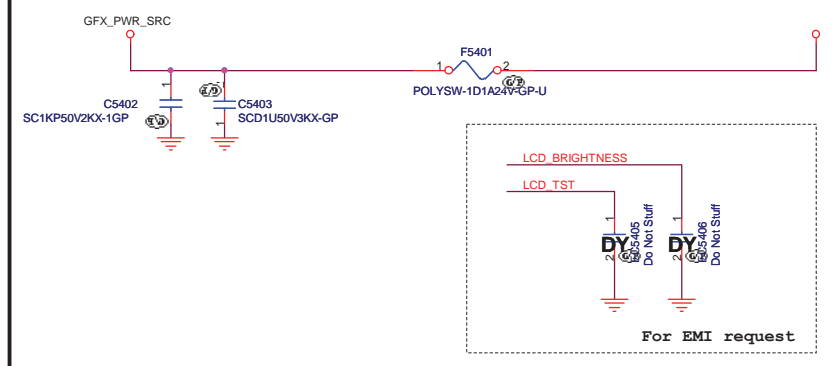 GFX_PWR_SRC
F5401
1
2
POLYSW-1D1A24V-GP-U
1
C5402
SC1KP50V2KX-1GP
C5403
SCD1U50V3KX-GP
1
LCD_BRIGHTNESS
LCD_TST
1
2
DY
Do Not Stuff
1
2
DY
Do Not Stuff
For EMI request